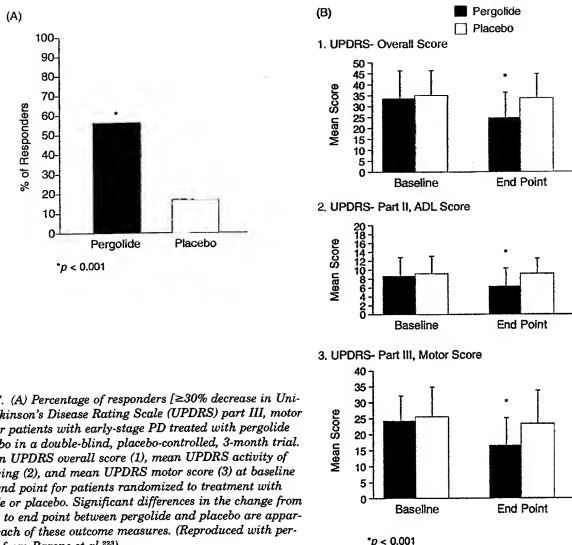 (A)
100
90
80
70
60
50
40
30
20
10
0
% of Responders
*
Pergolide
Placebo
*p < 0.001
(B)
Pergolide
Placebo
1. UPDRS- Overall Score
50
45
40
35
30
25
20
15
10
5
0
Mean Score
*
Baseline
End Point
2. UPDRS- Part II, ADL Score
20
18
16
14
12
10
8
6
4
2
0
Mean Score
*
Baseline
End Point
3. UPDRS- Part III, Motor Score
40
35
30
25
20
15
10
5
0
Mean Score
*
Baseline
End Point
*p < 0.001
(A) Percentage of responders [≥30% decrease in Uni-
kinson's Disease Rating Scale (UPDRS) part III, motor
r patients with early-stage PD treated with pergolide
bo in a double-blind, placebo-controlled, 3-month trial.
n UPDRS overall score (1), mean UPDRS activity of
ing (2), and mean UPDRS motor score (3) at baseline
end point for patients randomized to treatment with
e or placebo. Significant differences in the change from
to end point between pergolide and placebo are appar-
each of these outcome measures. (Reproduced with per-